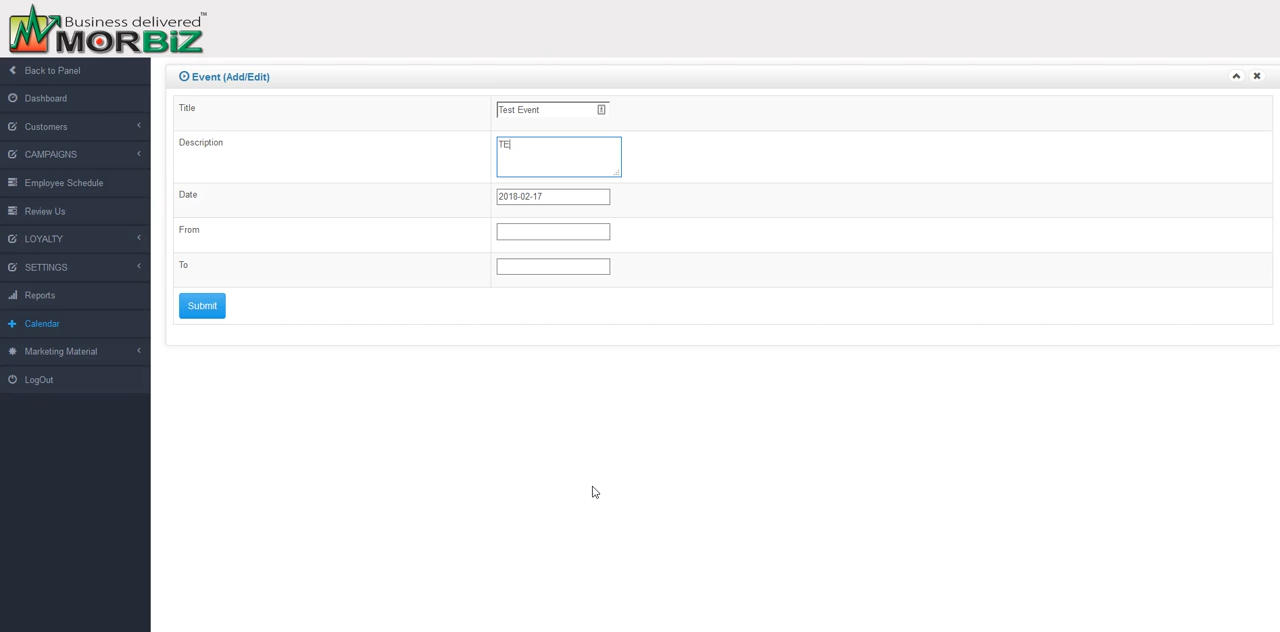 Business delivered™
MORBIZ
Back to Panel
Dashboard
Customers
CAMPAIGNS
Employee Schedule
Review Us
LOYALTY
SETTINGS
Reports
Calendar
Marketing Material
LogOut
Event (Add/Edit)
Title
Test Event
Description
TE
Date
2018-02-17
From
To
Submit